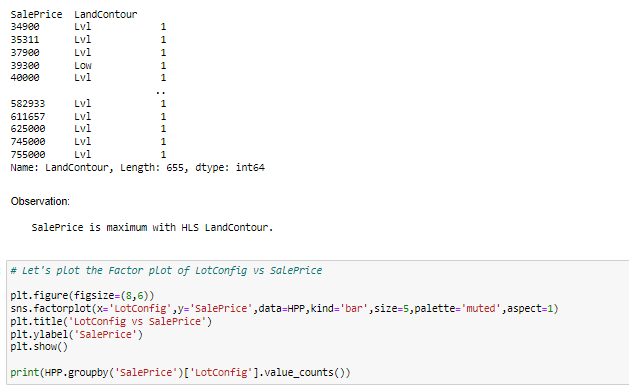 SalePrice  LandContour
34900      Lvl            1
35311      Lvl            1
37900      Lvl            1
39300      Low            1
40000      Lvl            1
                         ..
582933     Lvl            1
611657     Lvl            1
625000     Lvl            1
745000     Lvl            1
755000     Lvl            1
Name: LandContour, Length: 655, dtype: int64
Observation:
SalePrice is maximum with HLS LandContour.
# Let's plot the Factor plot of LotConfig vs SalePrice
plt.figure(figsize=(8,6))
sns.factorplot(x='LotConfig',y='SalePrice',data=HPP,kind='bar',size=5,palette='muted',aspect=1)
plt.title('LotConfig vs SalePrice')
plt.ylabel('SalePrice')
plt.show()
print(HPP.groupby('SalePrice')['LotConfig'].value_counts())